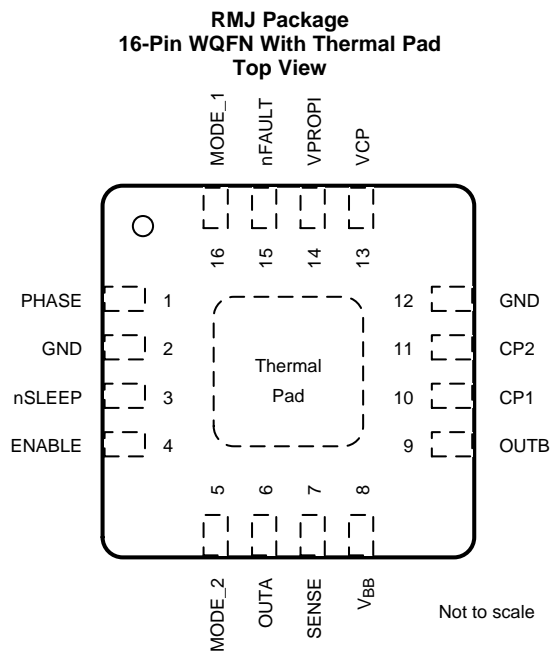 RMJ Package
16-Pin WQFN With Thermal Pad
Top View
MODE_1
nFAULT
VPROPI
VCP
16
15
14
13
PHASE 1
GND 2
nSLEEP 3
ENABLE 4
Thermal
Pad
12 GND
11 CP2
10 CP1
9 OUTB
5
6
7
8
MODE_2
OUTA
SENSE
VBB
Not to scale